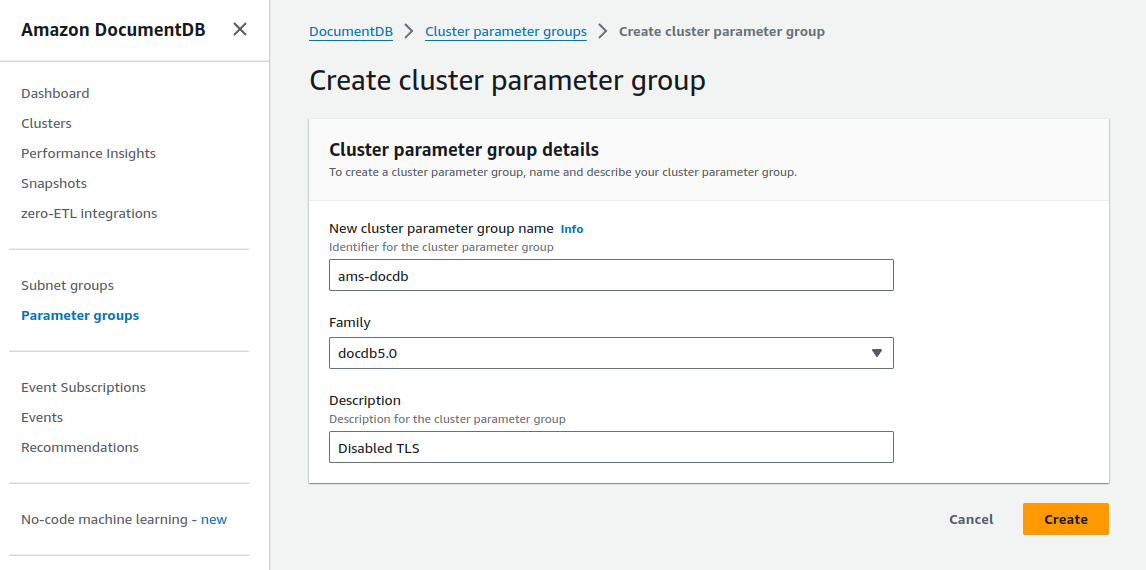 Amazon DocumentDB
Dashboard
Clusters
Performance Insights
Snapshots
zero-ETL integrations
Subnet groups
Parameter groups
Event Subscriptions
Events
Recommendations
No-code machine learning - new
DocumentDB > Cluster parameter groups > Create cluster parameter group
Create cluster parameter group
Cluster parameter group details
To create a cluster parameter group, name and describe your cluster parameter group.
New cluster parameter group name Info
Identifier for the cluster parameter group
ams-docdb
Family
docdb5.0
Description
Description for the cluster parameter group
Disabled TLS
Cancel Create